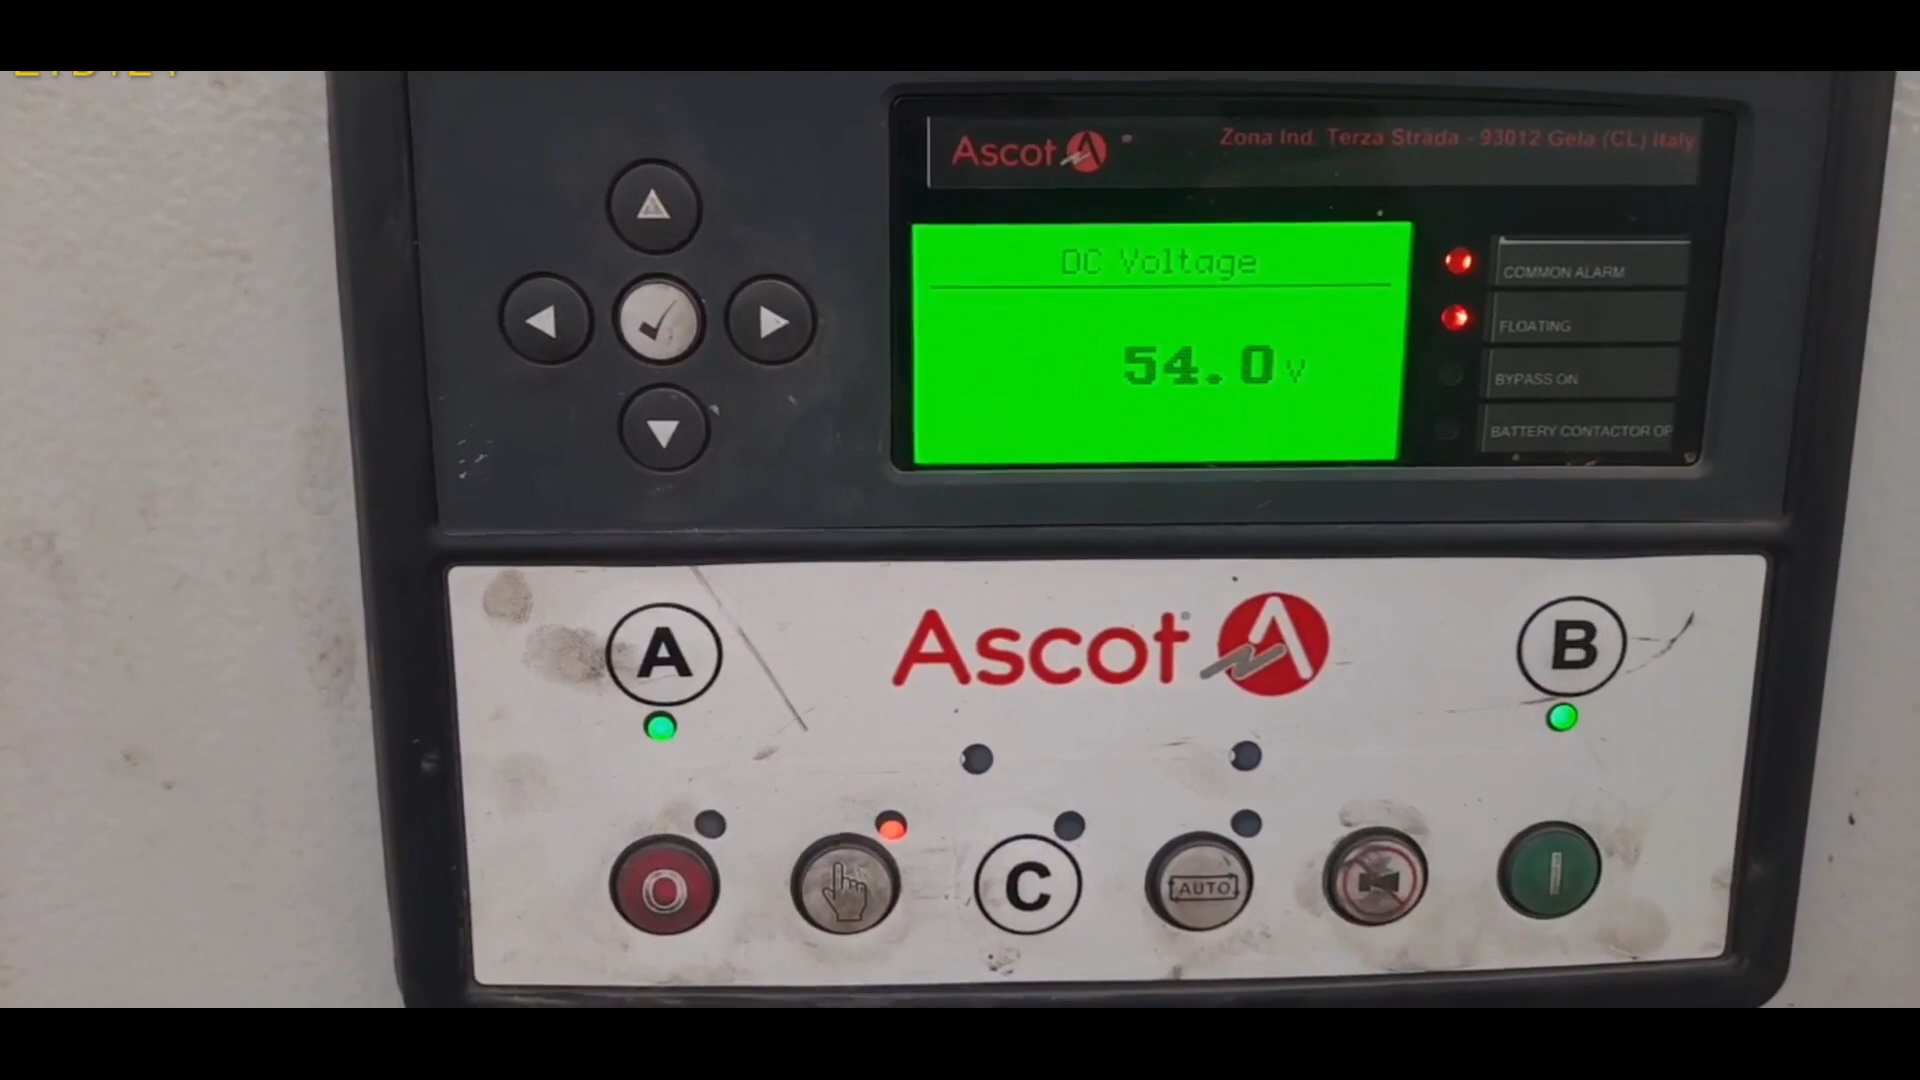 Ascot
Zona Ind. Terza Strada - 93012 Gela (CL) Italy
DC Voltage
54.0 V
COMMON ALARM
FLOATING
BYPASS ON
BATTERY CONTACTOR OP
A
Ascot
B
O
C
AUTO
I